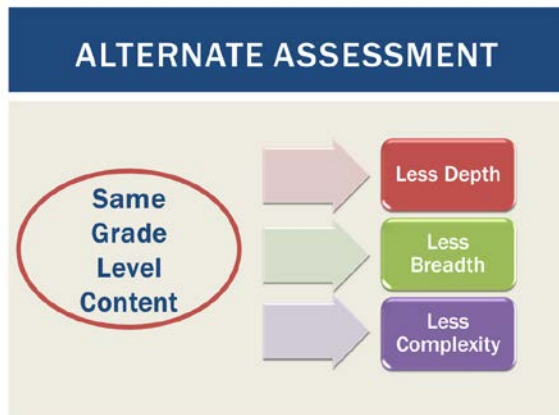 ALTERNATE ASSESSMENT
Same
Grade
Level
Content
Less Depth
Less
Breadth
Less
Complexity